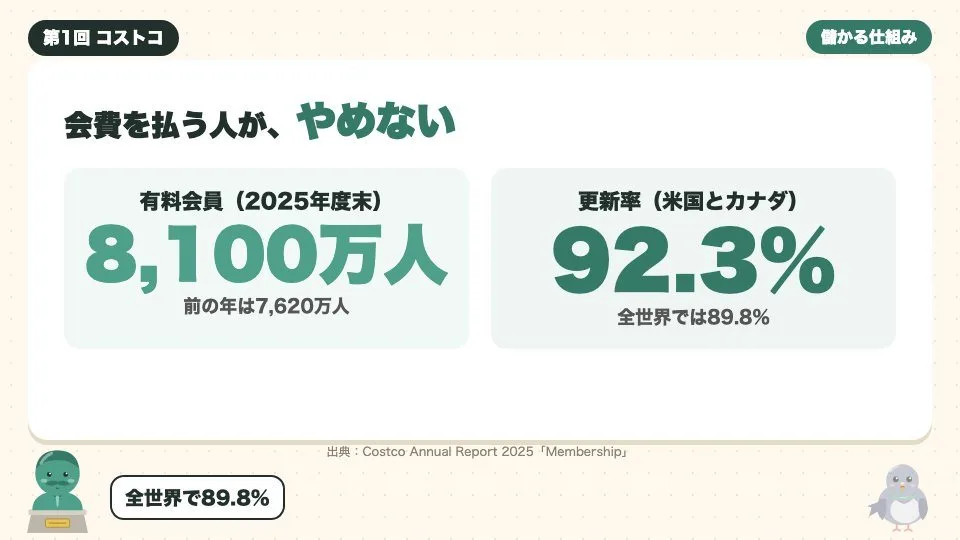 第1回 コストコ
儲かる仕組み
会費を払う人が、やめない
有料会員（2025年度末）
8,100万人
前の年は7,620万人
更新率（米国とカナダ）
92.3%
全世界では89.8%
出典：Costco Annual Report 2025「Membership」
全世界で89.8%